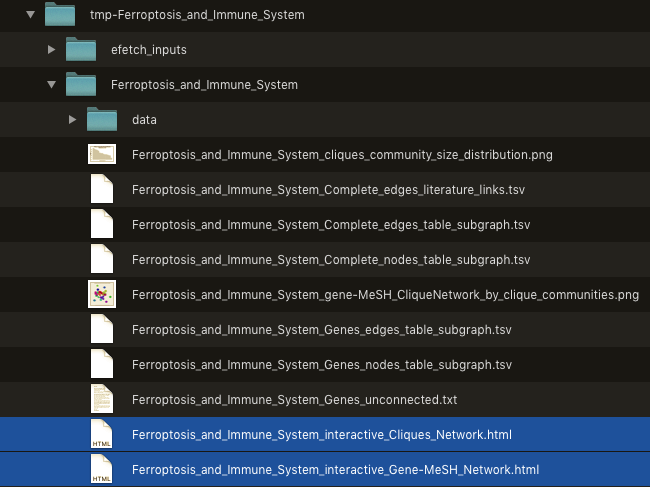 tmp-Ferroptosis_and_Immune_System
efetch_inputs
Ferroptosis_and_Immune_System
data
Ferroptosis_and_Immune_System_cliques_community_size_distribution.png
Ferroptosis_and_Immune_System_Complete_edges_literature_links.tsv
Ferroptosis_and_Immune_System_Complete_edges_table_subgraph.tsv
Ferroptosis_and_Immune_System_Complete_nodes_table_subgraph.tsv
Ferroptosis_and_Immune_System_gene-MeSH_CliqueNetwork_by_clique_communities.png
Ferroptosis_and_Immune_System_Genes_edges_table_subgraph.tsv
Ferroptosis_and_Immune_System_Genes_nodes_table_subgraph.tsv
Ferroptosis_and_Immune_System_Genes_unconnected.txt
HTML Ferroptosis_and_Immune_System_interactive_Cliques_Network.html
HTML Ferroptosis_and_Immune_System_interactive_Gene-MeSH_Network.html